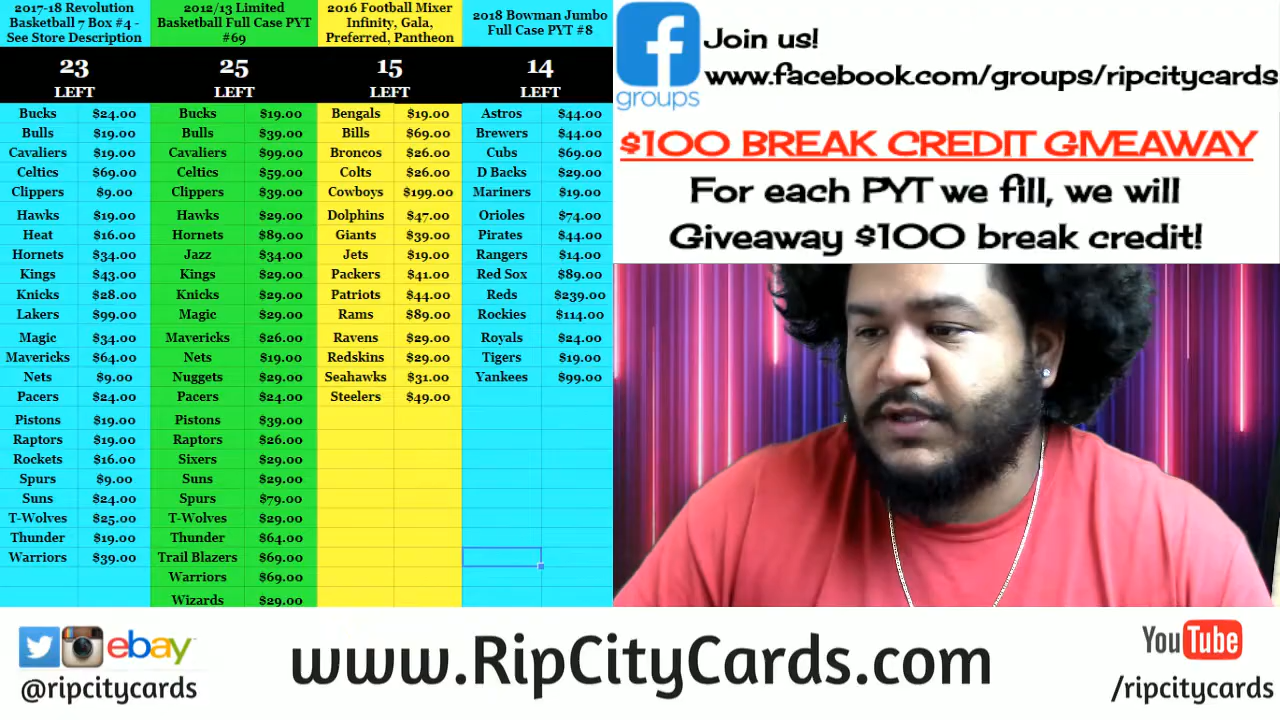 2017-18 Revolution
Basketball 7 Box #4 -
See Store Description
23
LEFT
Bucks $24.00
Bulls $19.00
Cavaliers $19.00
Celtics $69.00
Clippers $9.00
Hawks $19.00
Heat $16.00
Hornets $34.00
Kings $43.00
Knicks $28.00
Lakers $99.00
Magic $34.00
Mavericks $64.00
Nets $9.00
Pacers $24.00
Pistons $19.00
Raptors $19.00
Rockets $16.00
Spurs $9.00
Suns $24.00
T-Wolves $25.00
Thunder $19.00
Warriors $39.00
2012/13 Limited
Basketball Full Case PYT
#69
25
LEFT
Bucks $19.00
Bulls $39.00
Cavaliers $99.00
Celtics $59.00
Clippers $39.00
Hawks $29.00
Hornets $89.00
Jazz $34.00
Kings $29.00
Knicks $29.00
Magic $29.00
Mavericks $26.00
Nets $19.00
Nuggets $29.00
Pacers $24.00
Pistons $39.00
Raptors $26.00
Sixers $29.00
Suns $29.00
Spurs $79.00
T-Wolves $29.00
Thunder $64.00
Trail Blazers $69.00
Warriors $69.00
Wizards $29.00
2016 Football Mixer
Infinity, Gala,
Preferred, Pantheon
15
LEFT
Bengals $19.00
Bills $69.00
Broncos $26.00
Colts $26.00
Cowboys $199.00
Dolphins $47.00
Giants $39.00
Jets $19.00
Packers $41.00
Patriots $44.00
Rams $89.00
Ravens $29.00
Redskins $29.00
Seahawks $31.00
Steelers $49.00
2018 Bowman Jumbo
Full Case PYT #8
14
LEFT
Astros $44.00
Brewers $44.00
Cubs $69.00
D Backs $29.00
Mariners $19.00
Orioles $74.00
Pirates $44.00
Rangers $14.00
Red Sox $89.00
Reds $239.00
Rockies $114.00
Royals $24.00
Tigers $19.00
Yankees $99.00
f
groups
Join us!
www.facebook.com/groups/ripcitycards
$100 BREAK CREDIT GIVEAWAY
For each PYT we fill, we will
Giveaway $100 break credit!
ebay
@ripcitycards
www.RipCityCards.com
YouTube
/ripcitycards